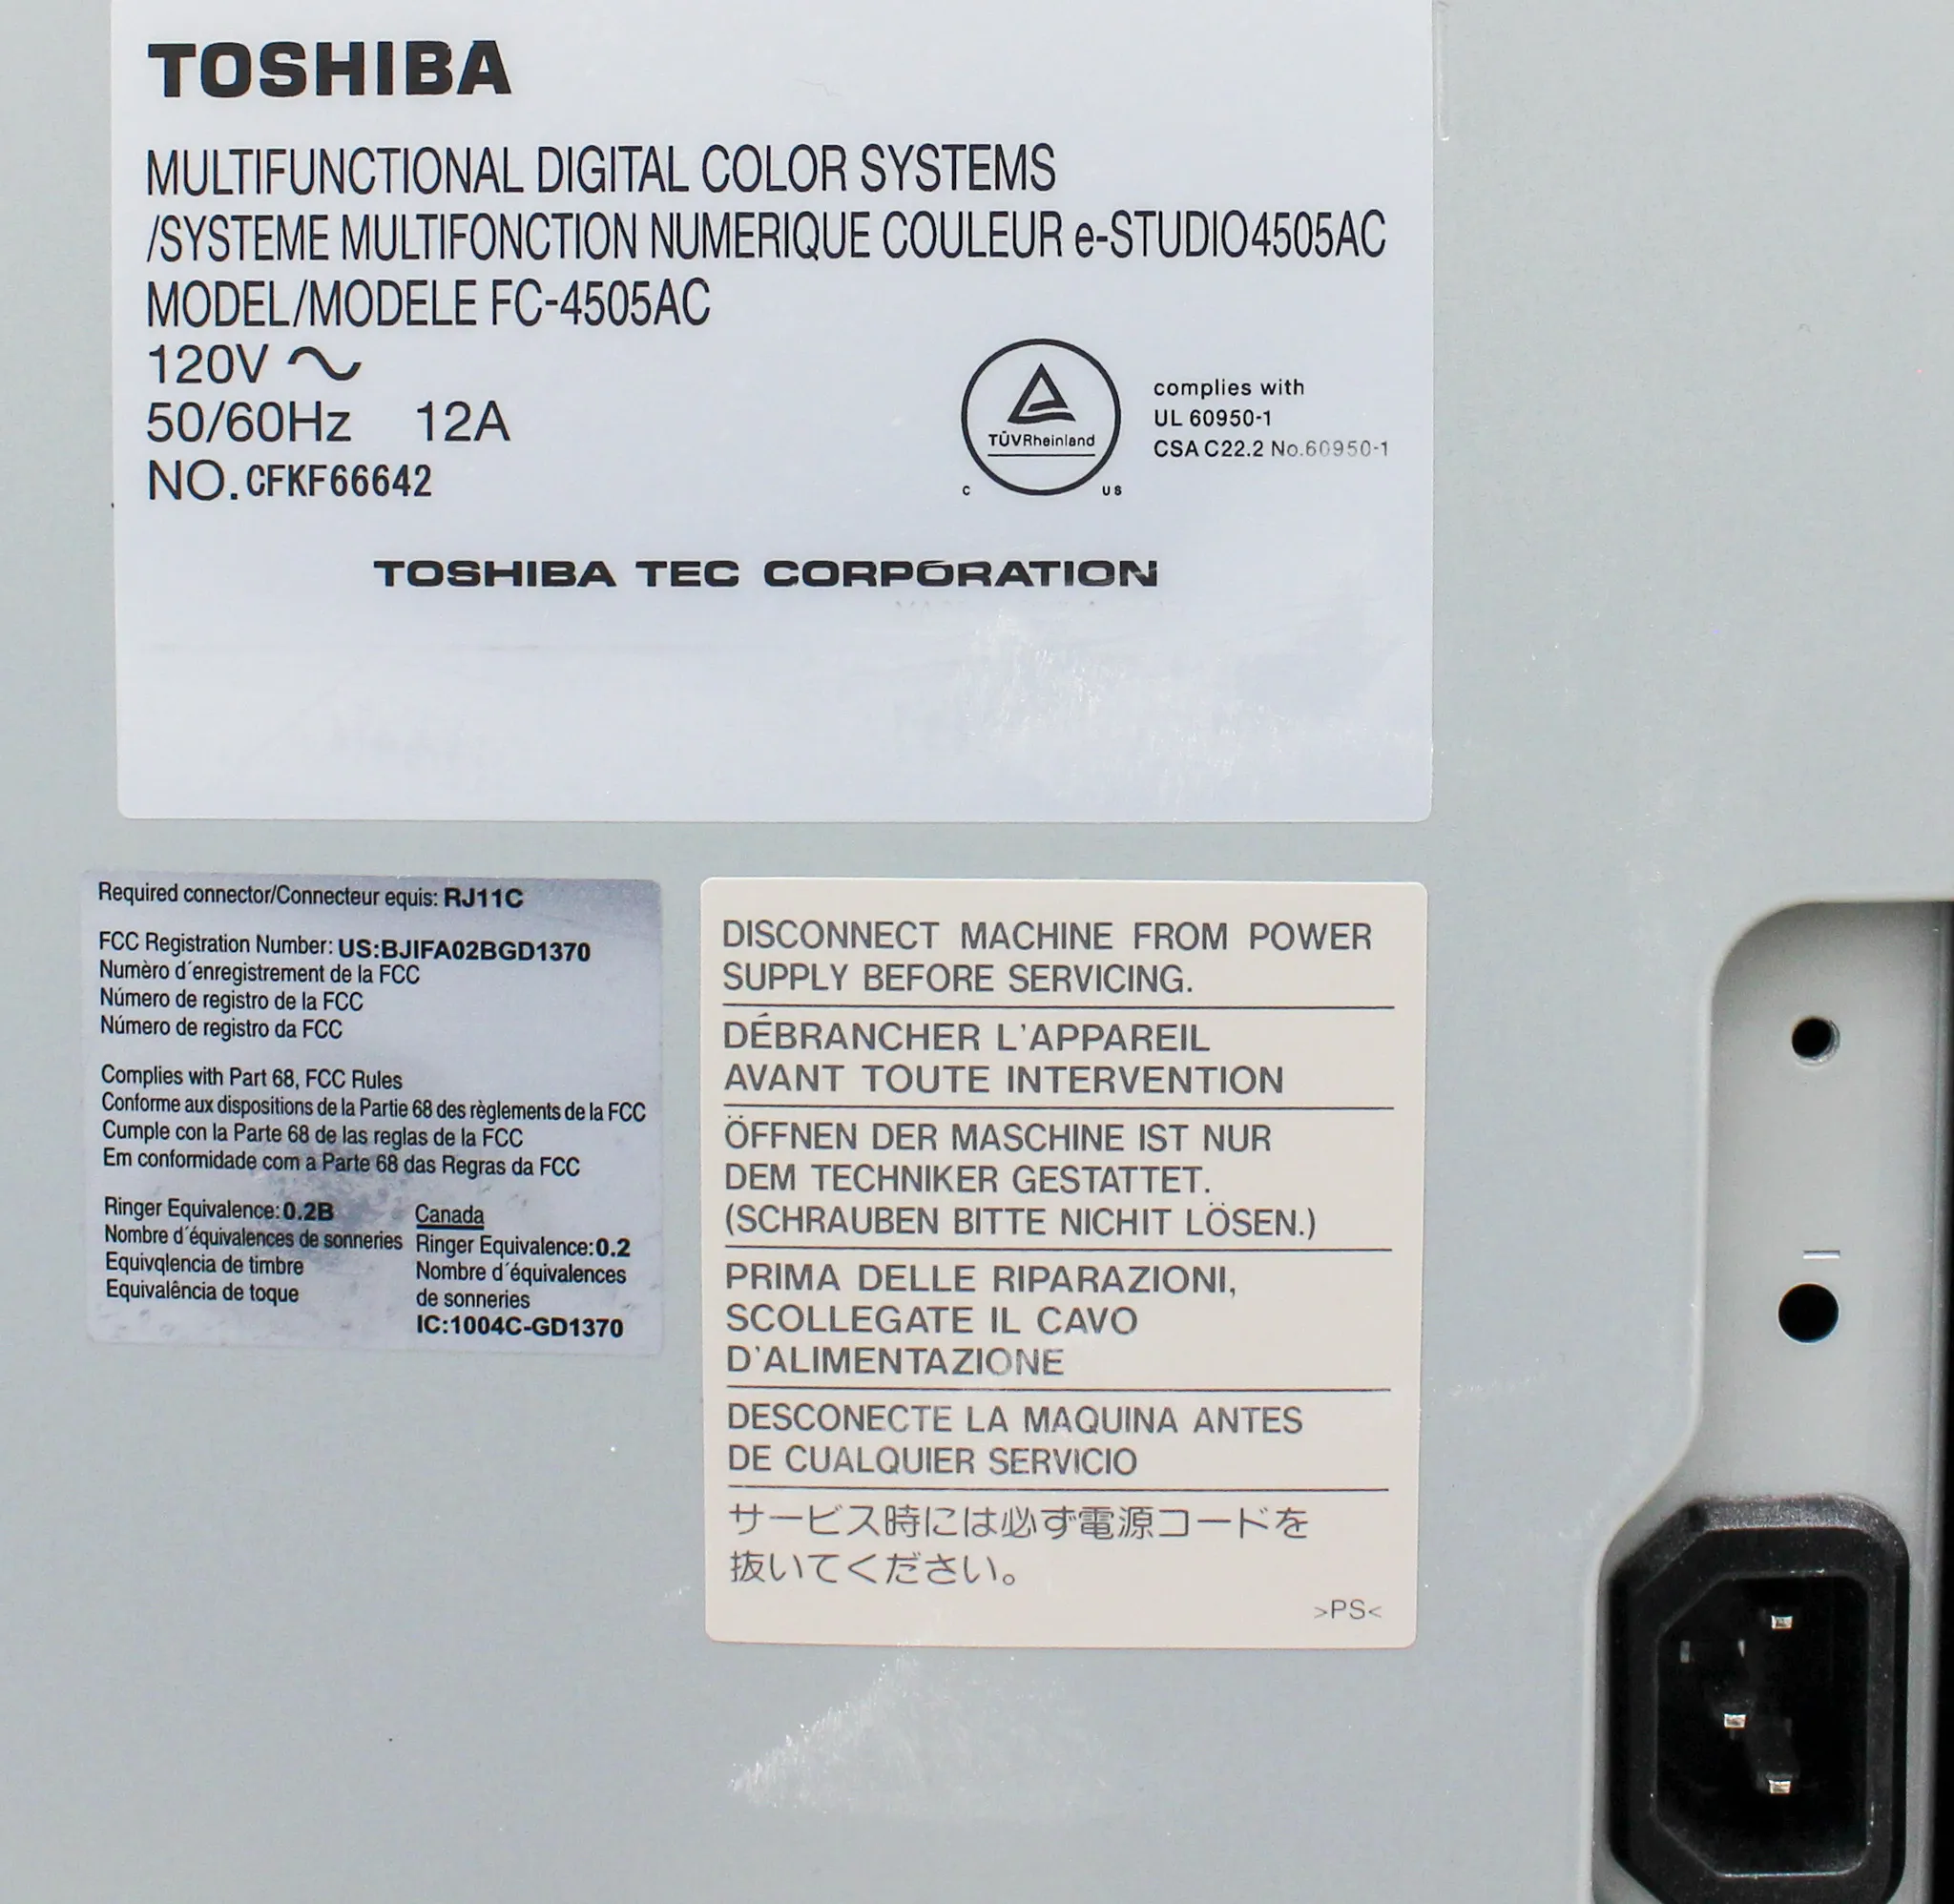 TOSHIBA
MULTIFUNCTIONAL DIGITAL COLOR SYSTEMS
/SYSTEME MULTIFONCTION NUMERIQUE COULEUR e-STUDIO4505AC
MODEL/MODELE FC-4505AC
120V ～
50/60Hz 12A
NO. CFKF66642
TÜVRheinland
C US
complies with
UL 60950-1
CSA C22.2 No.60950-1
TOSHIBA TEC CORPORATION
Required connector/Connecteur equis: RJ11C
FCC Registration Number: US:BJIFA02BGD1370
Numèro d´enregistrement de la FCC
Número de registro de la FCC
Número de registro da FCC
Complies with Part 68, FCC Rules
Conforme aux dispositions de la Partie 68 des règlements de la FCC
Cumple con la Parte 68 de las reglas de la FCC
Em conformidade com a Parte 68 das Regras da FCC
Ringer Equivalence: 0.2B
Nombre d´équivalences de sonneries
Equivqlencia de timbre
Equivalência de toque
Canada
Ringer Equivalence:0.2
Nombre d´équivalences
de sonneries
IC:1004C-GD1370
DISCONNECT MACHINE FROM POWER
SUPPLY BEFORE SERVICING.
DÉBRANCHER L'APPAREIL
AVANT TOUTE INTERVENTION
ÖFFNEN DER MASCHINE IST NUR
DEM TECHNIKER GESTATTET.
(SCHRAUBEN BITTE NICHIT LÖSEN.)
PRIMA DELLE RIPARAZIONI,
SCOLLEGATE IL CAVO
D'ALIMENTAZIONE
DESCONECTE LA MAQUINA ANTES
DE CUALQUIER SERVICIO
サービス時には必ず電源コードを
抜いてください。
>PS<